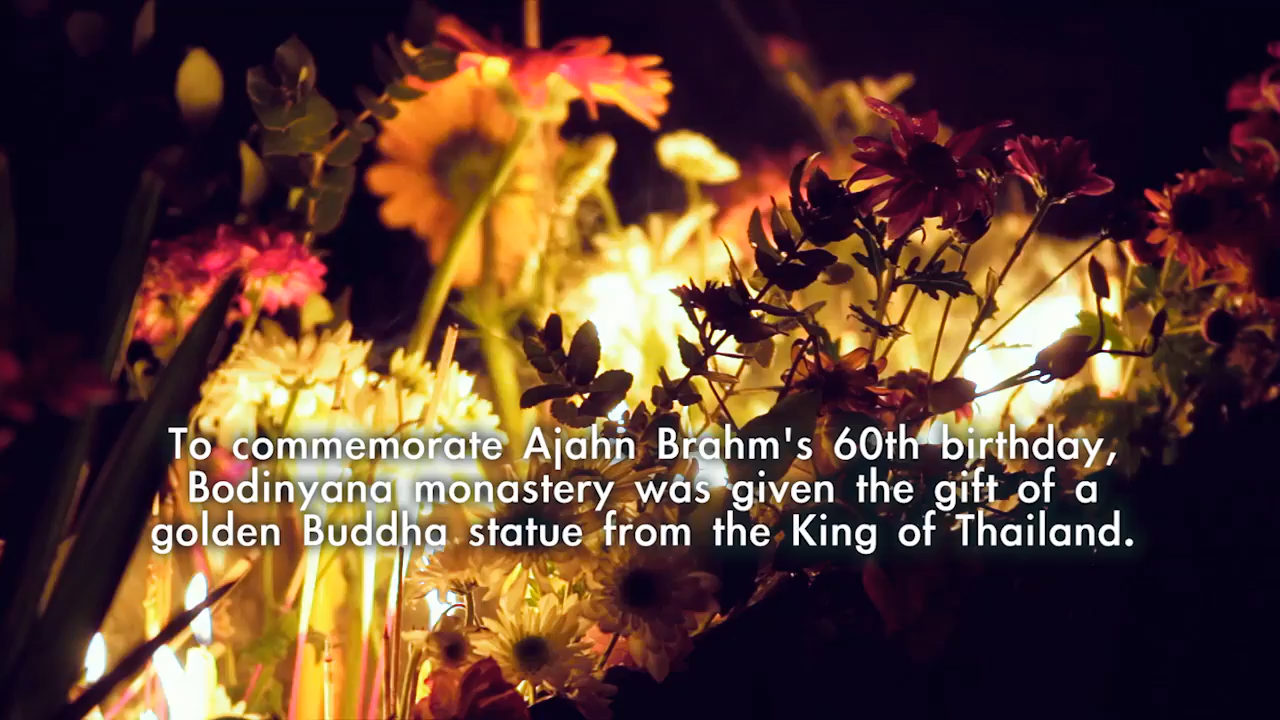 To commemorate Ajahn Brahm's 60th birthday,
Bodinyana monastery was given the gift of a
golden Buddha statue from the King of Thailand.